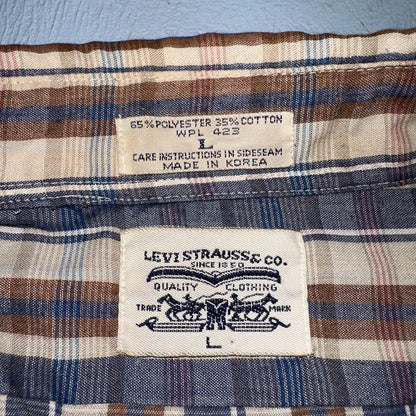 65% POLYESTER 35% COTTON
WPL 423
L
CARE INSTRUCTIONS IN SIDESEAM
MADE IN KOREA
LEVI STRAUSS & CO.
SINCE 1850
QUALITY CLOTHING
TRADE MARK
L